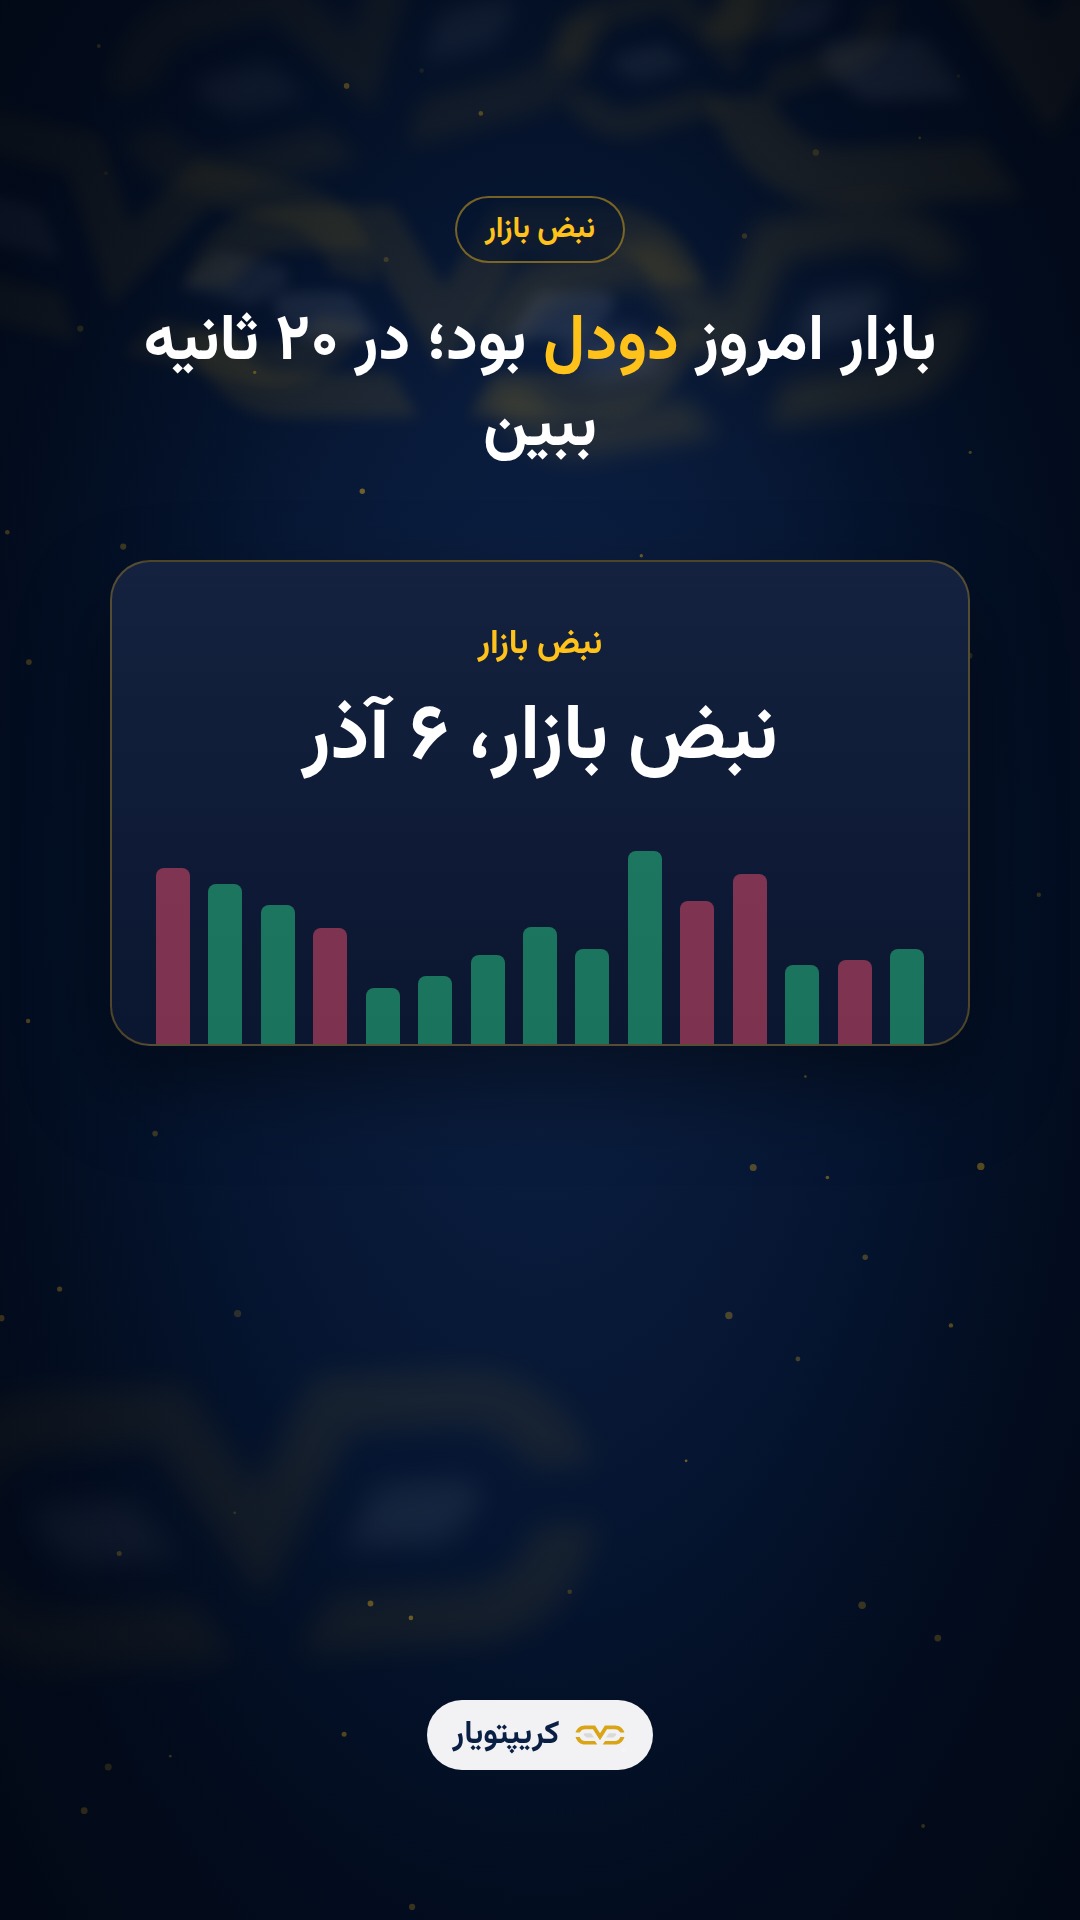 نبض بازار
بازار امروز دودل بود؛ در ۲۰ ثانیه
ببین
نبض بازار
نبض بازار، ۶ آذر
کریپتویار